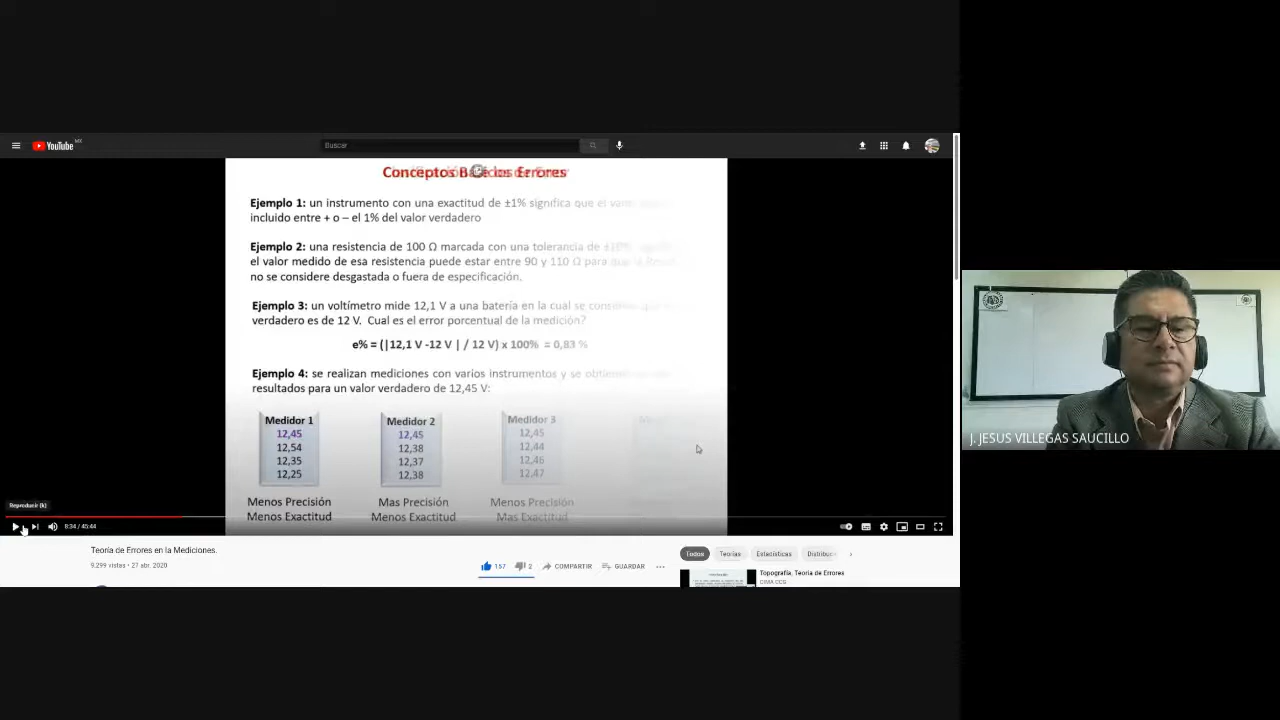 YouTube MX
Buscar
Conceptos Bá
los Errores
Ejemplo 1: un instrumento con una exactitud de ±1% significa que el
incluido entre + o – el 1% del valor verdadero
Ejemplo 2: una resistencia de 100 Ω marcada con una tolerancia de
el valor medido de esa resistencia puede estar entre 90 y 110 Ω para
no se considere desgastada o fuera de especificación.
Ejemplo 3: un voltímetro mide 12,1 V a una batería en la cual se
verdadero es de 12 V. Cual es el error porcentual de la medición?
e% = (|12,1 V -12 V | / 12 V) x 100% = 0,83 %
Ejemplo 4: se realizan mediciones con varios instrumentos y se
resultados para un valor verdadero de 12,45 V:
Medidor 1
12,45
12,54
12,35
12,25
Menos Precisión
Menos Exactitud
Medidor 2
12,45
12,38
12,37
12,38
Mas Precisión
Menos Exactitud
Medidor 3
12,45
12,44
12,46
12,47
Menos Precisión
Mas Exactitud
Reproducir (k)
8:34 / 45:44
Teoría de Errores en la Mediciones.
9.299 vistas • 27 abr. 2020
157
2
COMPARTIR
GUARDAR
Todos
Teorías
Estadísticas
Topografía, Teoría de Errores
CIMA CCG
J. JESUS VILLEGAS SAUCILLO